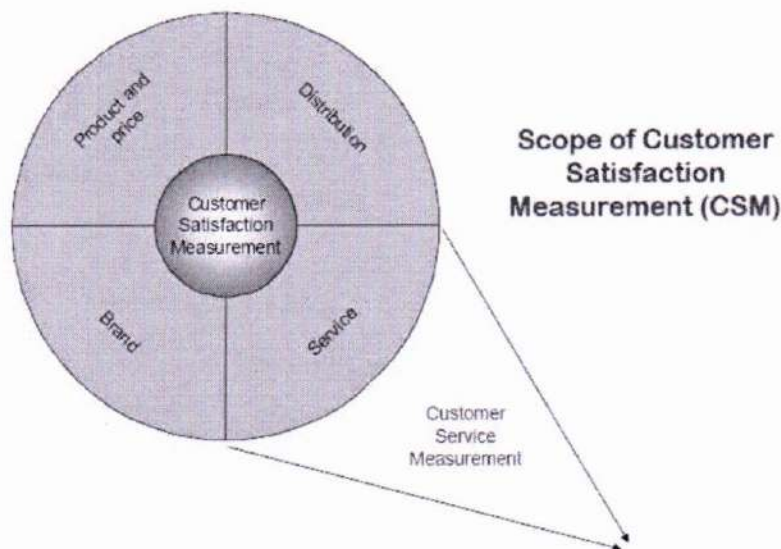 Product and
price
Distribution
Scope of Customer
Satisfaction
Measurement (CSM)
Customer
Satisfaction
Measurement
Brand
Service
Customer
Service
Measurement